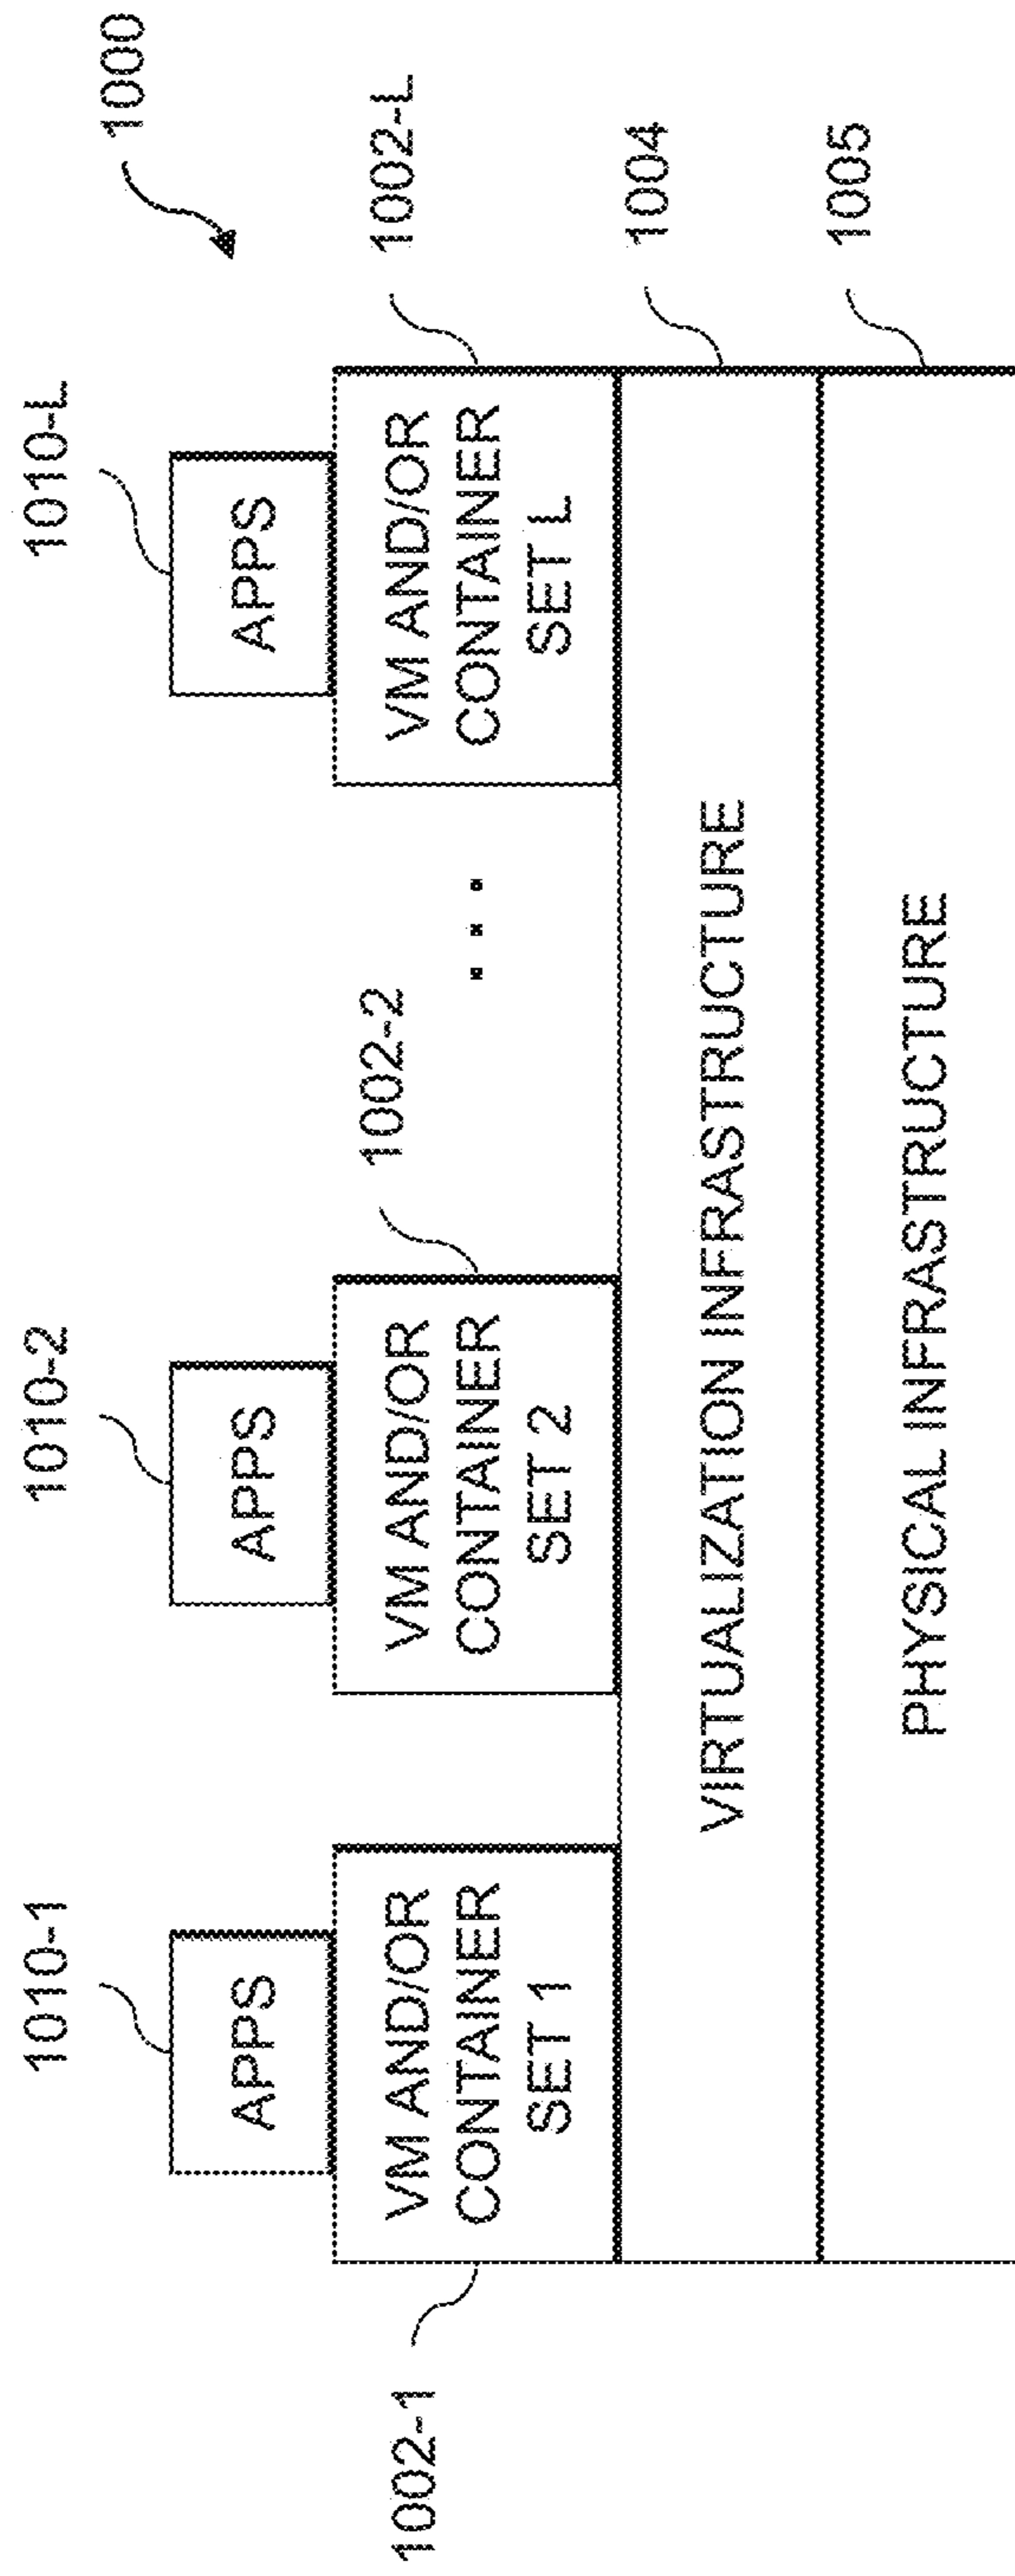 1000
1010-1
1010-2
1010-L
APPS
APPS
APPS
1002-1
VM AND/OR
CONTAINER
SET 1
1002-2
VM AND/OR
CONTAINER
SET 2
...
1002-L
VM AND/OR
CONTAINER
SET L
1004
VIRTUALIZATION INFRASTRUCTURE
1005
PHYSICAL INFRASTRUCTURE